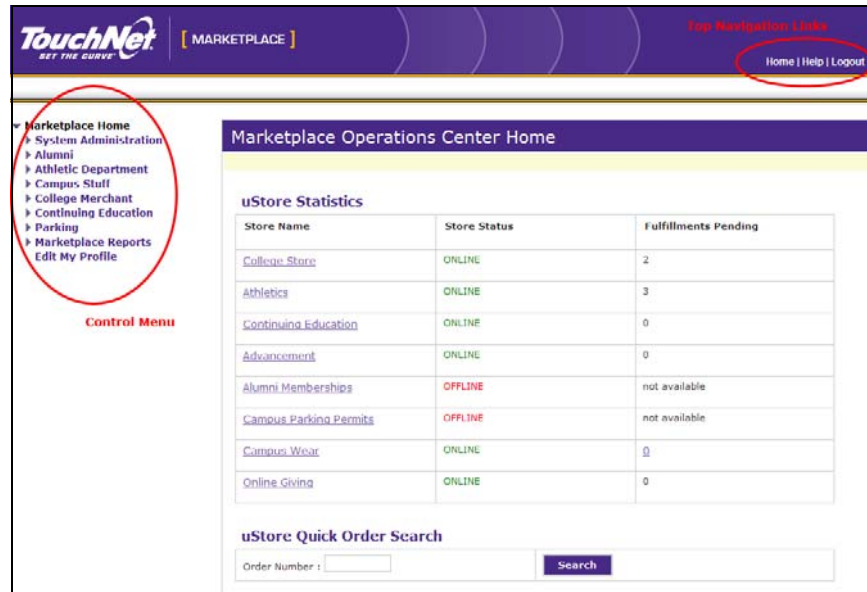 TouchNet
SET THE CURVE
[ MARKETPLACE ]
Top Navigation Links
Home | Help | Logout
Marketplace Home
System Administration
Alumni
Athletic Department
Campus Stuff
College Merchant
Continuing Education
Parking
Marketplace Reports
Edit My Profile
Control Menu
Marketplace Operations Center Home
uStore Statistics
Store Name Store Status Fulfillments Pending
College Store ONLINE 2
Athletics ONLINE 3
Continuing Education ONLINE 0
Advancement ONLINE 0
Alumni Memberships OFFLINE not available
Campus Parking Permits OFFLINE not available
Campus Wear ONLINE 0
Online Giving ONLINE 0
uStore Quick Order Search
Order Number : Search